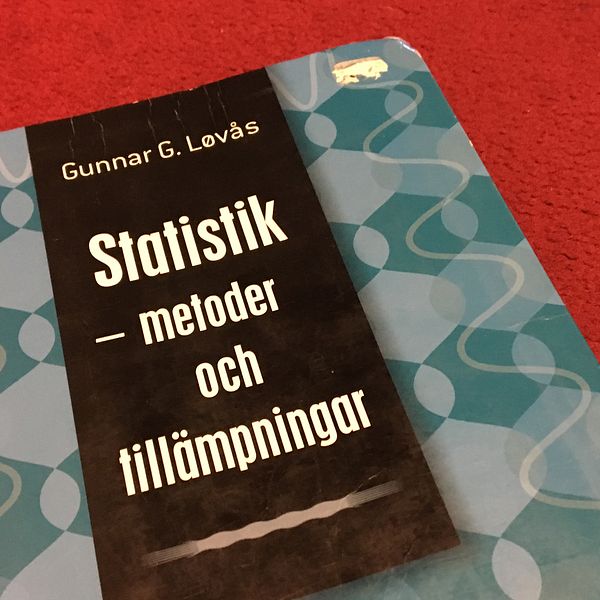 Gunnar G. Løvås
Statistik
– metoder
och
tillämpningar